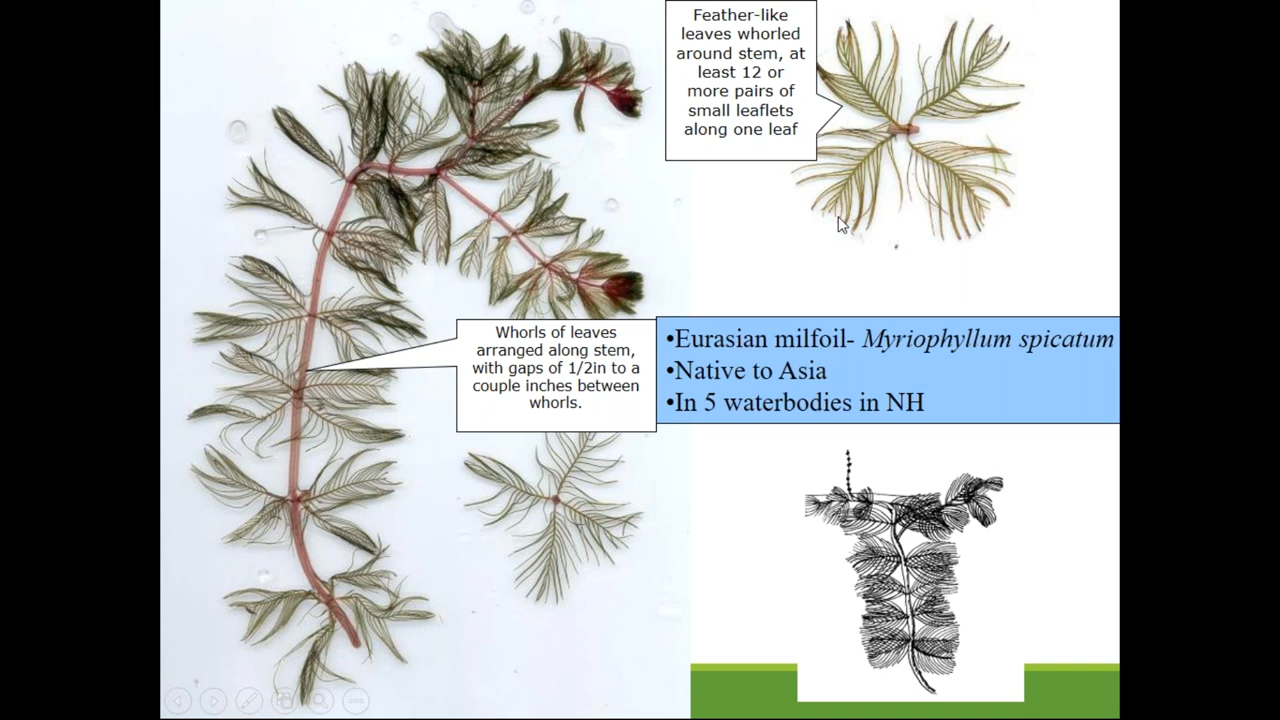 Feather-like
leaves whorled
around stem, at
least 12 or
more pairs of
small leaflets
along one leaf
Whorls of leaves
arranged along stem,
with gaps of 1/2in to a
couple inches between
whorls.
•Eurasian milfoil- Myriophyllum spicatum
•Native to Asia
•In 5 waterbodies in NH